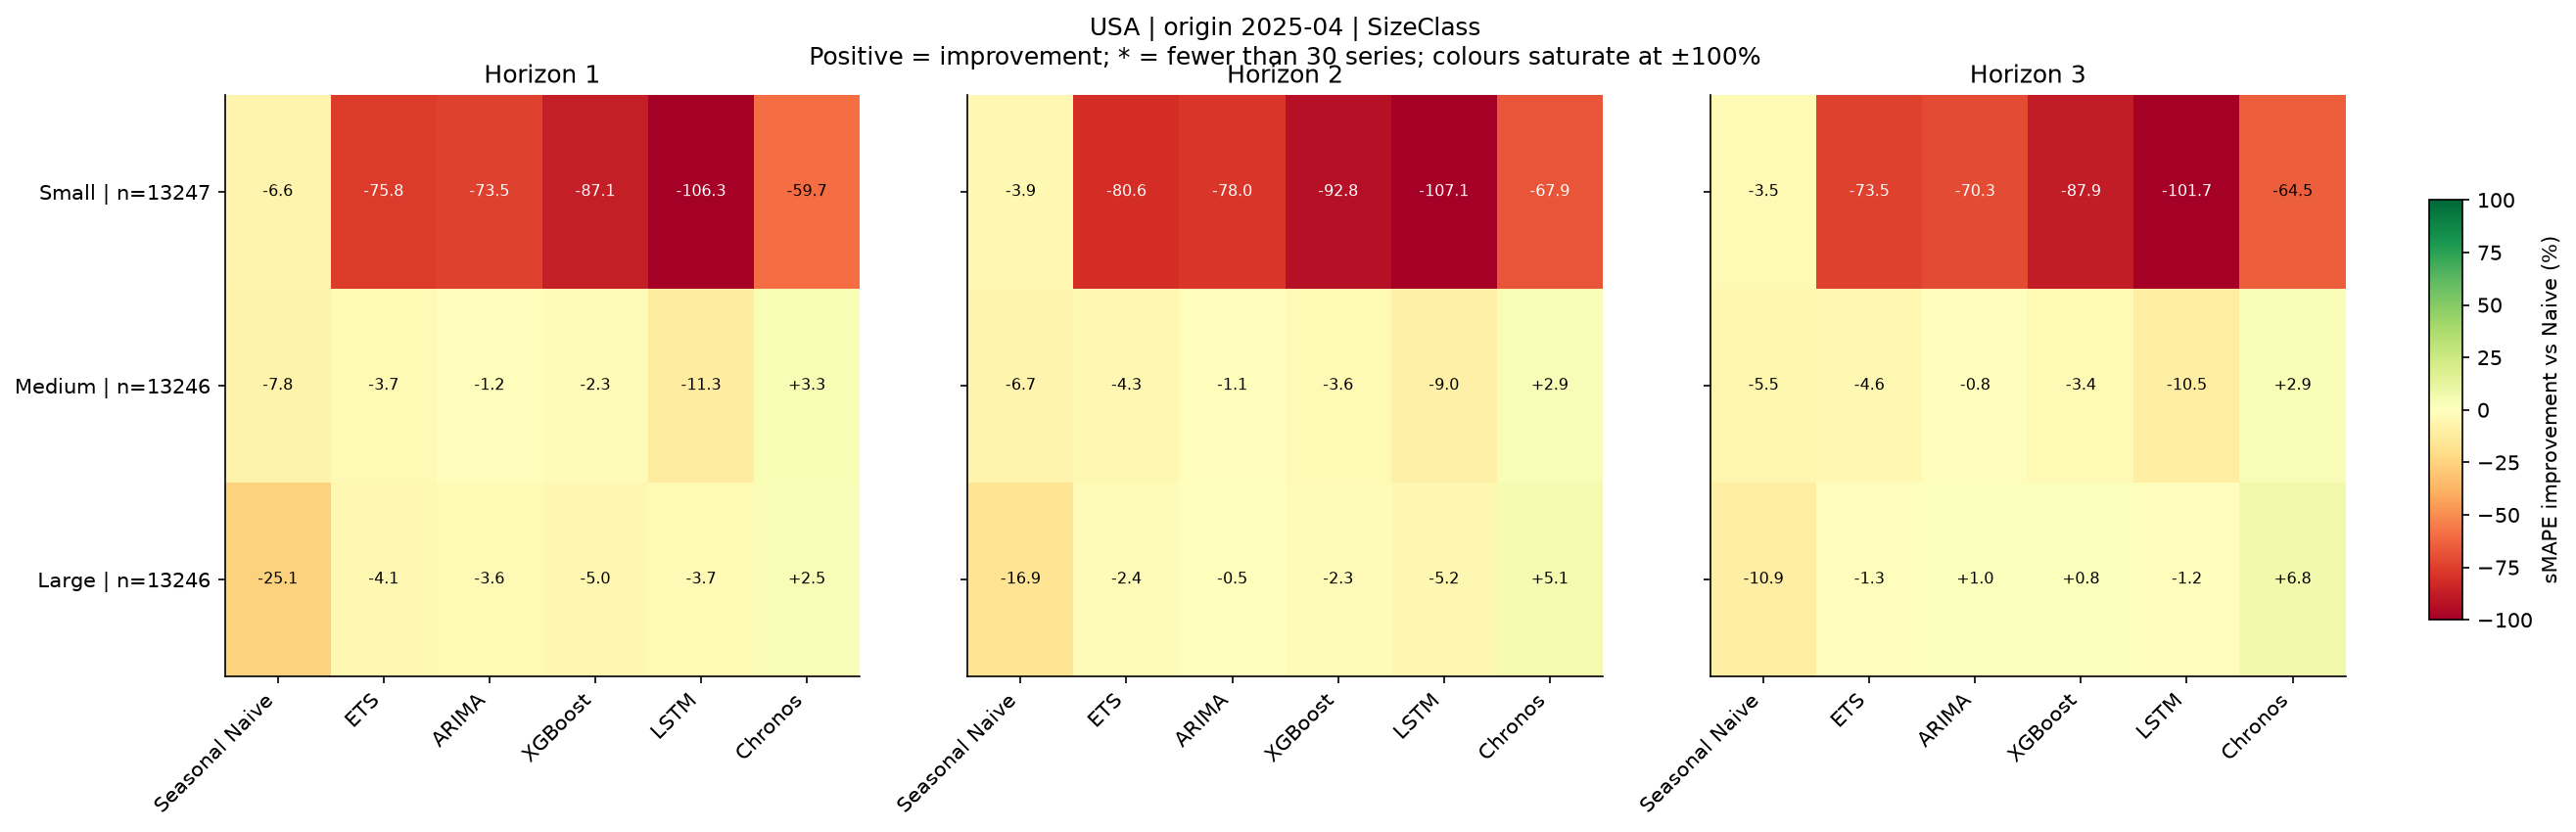 USA | origin 2025-04 | SizeClass
Positive = improvement; * = fewer than 30 series; colours saturate at ±100%
Horizon 1
Small | n=13247
-6.6 -75.8 -73.5 -87.1 -106.3 -59.7
Medium | n=13246
-7.8 -3.7 -1.2 -2.3 -11.3 +3.3
Large | n=13246
-25.1 -4.1 -3.6 -5.0 -3.7 +2.5
Seasonal Naive ETS ARIMA XGBoost LSTM Chronos
Horizon 2
-3.9 -80.6 -78.0 -92.8 -107.1 -67.9
-6.7 -4.3 -1.1 -3.6 -9.0 +2.9
-16.9 -2.4 -0.5 -2.3 -5.2 +5.1
Seasonal Naive ETS ARIMA XGBoost LSTM Chronos
Horizon 3
-3.5 -73.5 -70.3 -87.9 -101.7 -64.5
-5.5 -4.6 -0.8 -3.4 -10.5 +2.9
-10.9 -1.3 +1.0 +0.8 -1.2 +6.8
Seasonal Naive ETS ARIMA XGBoost LSTM Chronos
100
75
50
25
0
−25
−50
−75
−100
sMAPE improvement vs Naive (%)